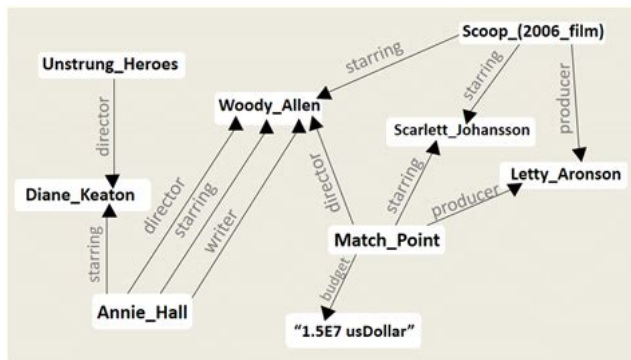 Scoop_(2006_film)
Unstrung_Heroes
starring
starring
producer
Woody_Allen
Scarlett_Johansson
director
Letty_Aronson
Diane_Keaton
director
starring
writer
director
starring
producer
starring
Match_Point
budget
Annie_Hall
"1.5E7 usDollar"